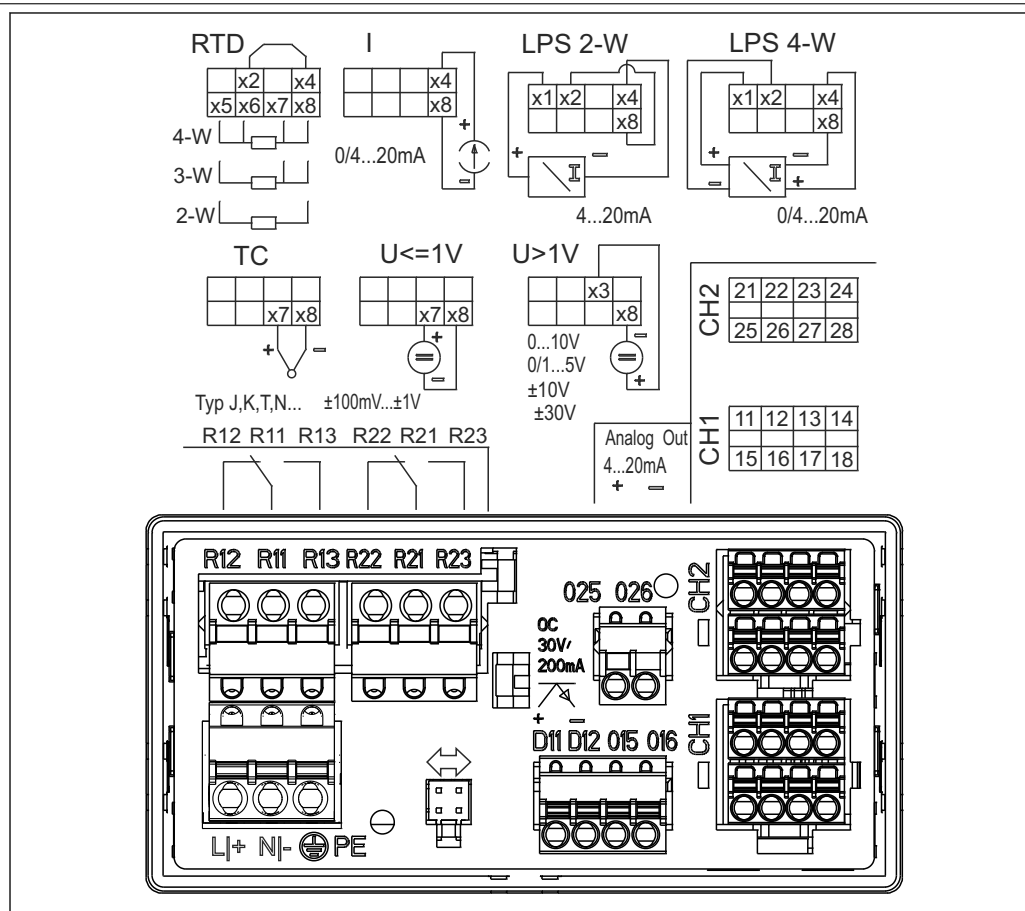 RTD I LPS 2-W LPS 4-W
x2 x4 x4 x1 x2 x4 x1 x2 x4
x5 x6 x7 x8 x8 x8 x8
4-W
0/4...20mA
3-W
2-W
4...20mA 0/4...20mA
TC U<=1V U>1V
x3
x7 x8 x7 x8 x8
CH2
21 22 23 24
25 26 27 28
0...10V
0/1...5V
±10V
±30V
Typ J,K,T,N... ±100mV...±1V
CH1
11 12 13 14
15 16 17 18
R12 R11 R13 R22 R21 R23
Analog Out
4...20mA
+ −
R12 R11 R13 R22 R21 R23
O25 O26
CH2
OC
30V
200mA
+ −
D11 D12 O15 O16
CH1
L|+ N|- PE